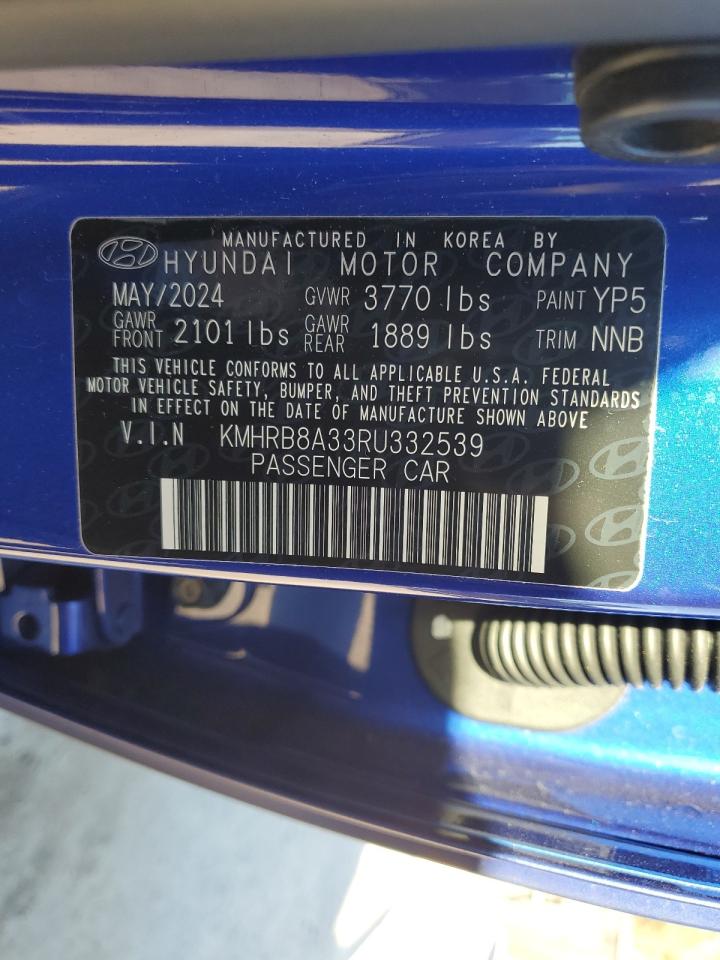 MANUFACTURED IN KOREA BY
HYUNDAI MOTOR COMPANY
MAY/2024 GVWR 3770 lbs PAINT YP5
GAWR FRONT 2101 lbs GAWR REAR 1889 lbs TRIM NNB
THIS VEHICLE CONFORMS TO ALL APPLICABLE U.S.A. FEDERAL
MOTOR VEHICLE SAFETY, BUMPER, AND THEFT PREVENTION STANDARDS
IN EFFECT ON THE DATE OF MANUFACTURE SHOWN ABOVE
V.I.N KMHRB8A33RU332539
PASSENGER CAR